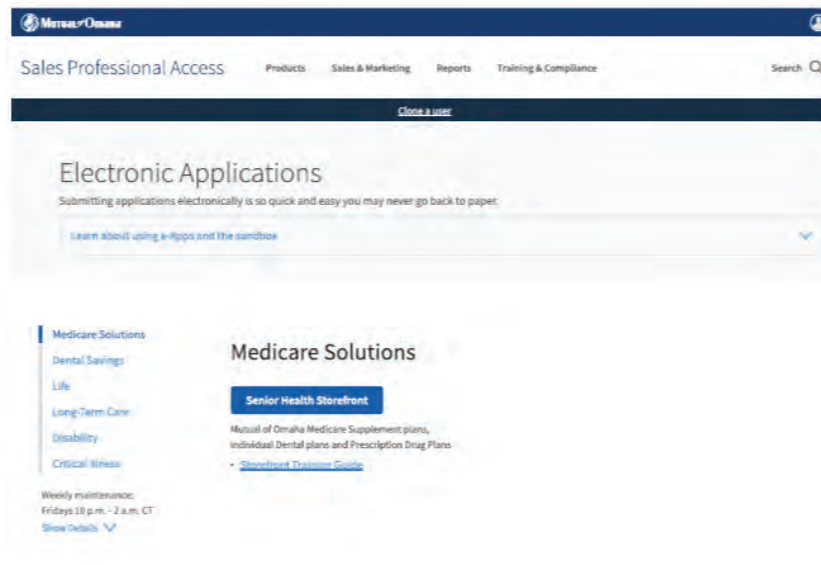 Mutual of Omaha
Sales Professional Access
Products
Sales & Marketing
Reports
Training & Compliance
Search
Clone a user
Electronic Applications
Submitting applications electronically is so quick and easy you may never go back to paper.
Learn about using e-Apps and the sandbox
Medicare Solutions
Dental Savings
Life
Long-Term Care
Disability
Critical Illness
Weekly maintenance:
Fridays 10 p.m. - 2 a.m. CT
Show Details
Medicare Solutions
Senior Health Storefront
Mutual of Omaha Medicare Supplement plans,
Individual Dental plans and Prescription Drug Plans
• Storefront Training Guide